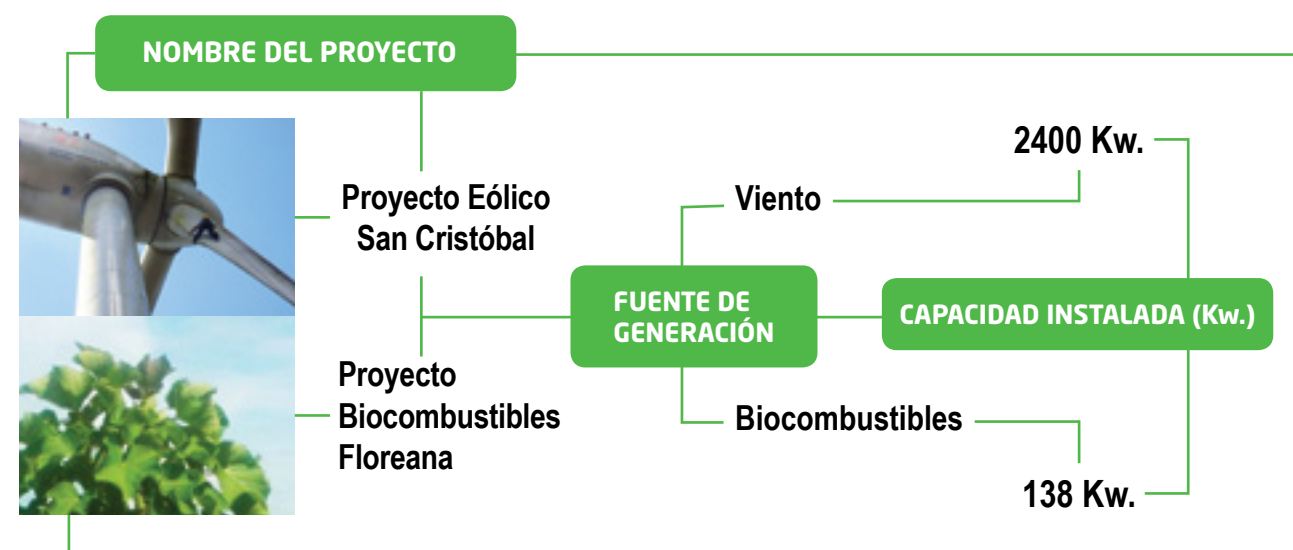 NOMBRE DEL PROYECTO
2400 Kw.
Proyecto Eólico
San Cristóbal
Viento
FUENTE DE
GENERACIÓN
CAPACIDAD INSTALADA (Kw.)
Proyecto
Biocombustibles
Floreana
Biocombustibles
138 Kw.